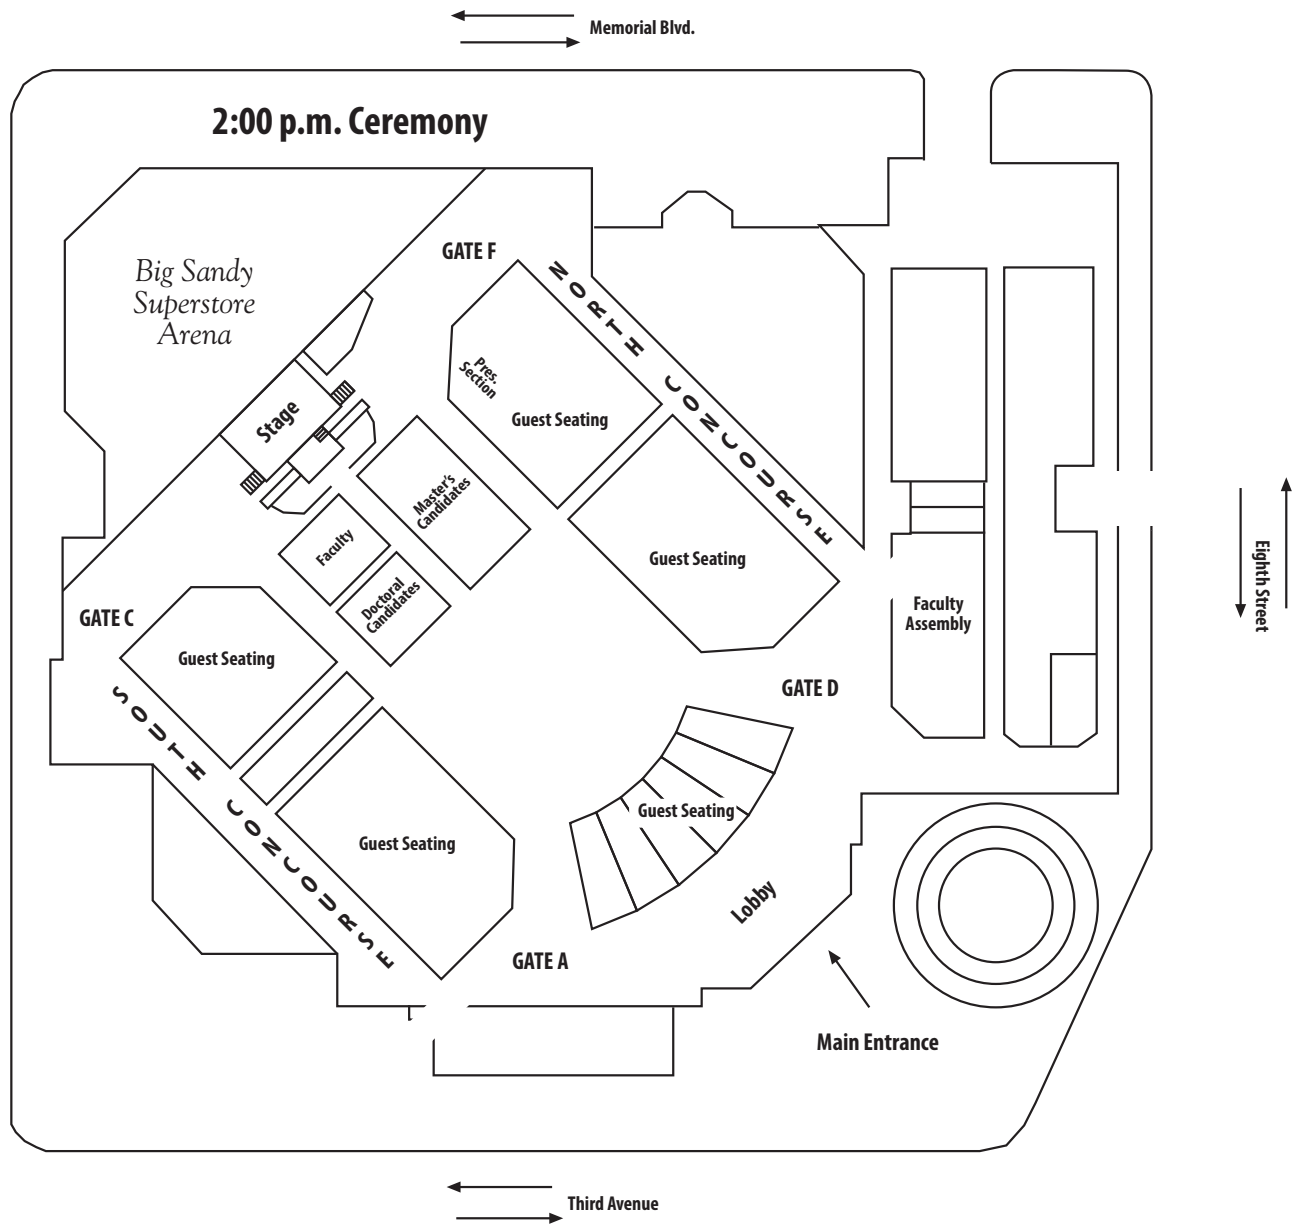 Memorial Blvd.
2:00 p.m. Ceremony
Big Sandy
Superstore
Arena
GATE F
NORTH CONCOURSE
Pres.
Section
Guest Seating
Stage
Master's
Candidates
Faculty
Doctoral
Candidates
Guest Seating
Faculty
Assembly
Eighth Street
GATE C
Guest Seating
SOUTH CONCOURSE
GATE D
Guest Seating
Guest Seating
Lobby
GATE A
Main Entrance
Third Avenue